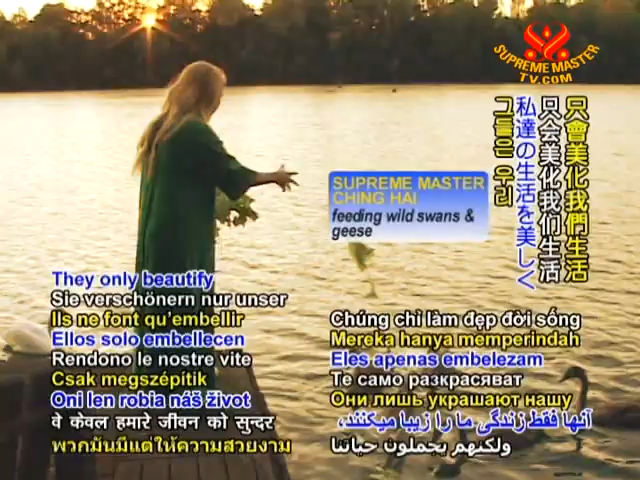 SUPREME MASTER
TV.COM
只會美化我們生活
只会美化我们生活
私達の生活を美しく
그들은 우리
SUPREME MASTER
CHING HAI
feeding wild swans &
geese
They only beautify
Sie verschönern nur unser
Ils ne font qu'embellir
Ellos solo embellecen
Rendono le nostre vite
Csak megszépítik
Oni len robia náš život
वे केवल हमारे जीवन को सुन्दर
พวกมันมีแต่ให้ความสวยงาม
Chúng chỉ làm đẹp đời sống
Mereka hanya memperindah
Eles apenas embelezam
Те само разкрасяват
Они лишь украшают нашу
آنها فقط زندگی ما را زیبا میکنند،
ولكنهم يجملون حياتنا